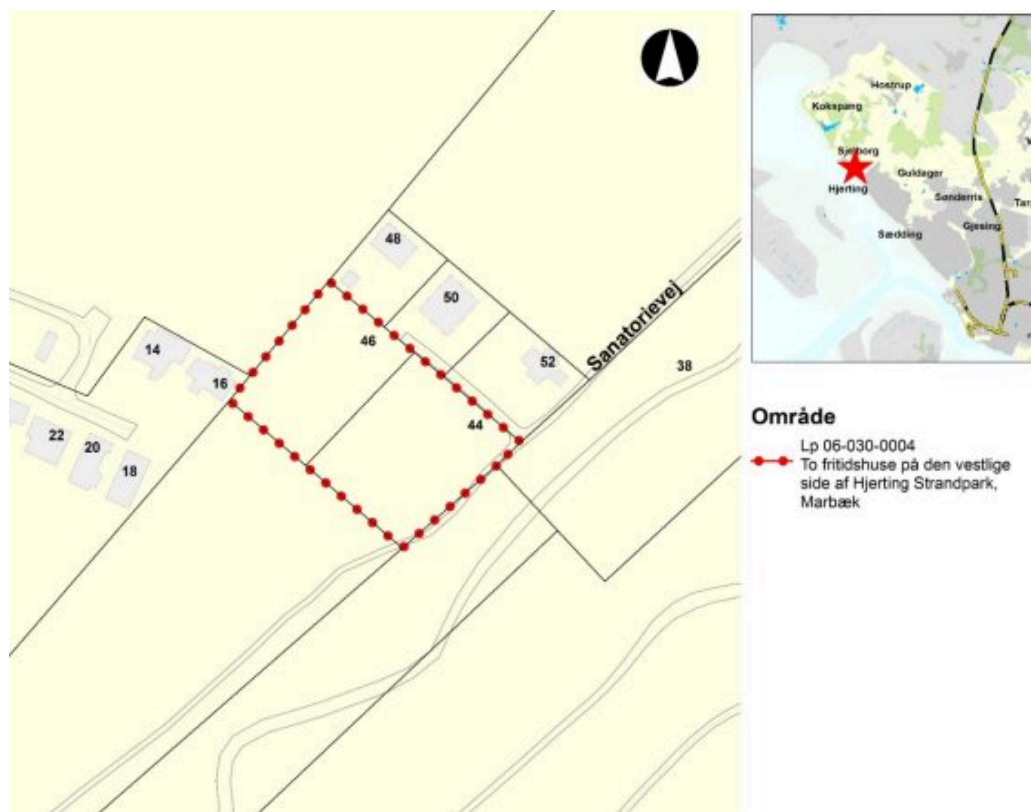 48
50
46
52
Sanatorievej
38
14
16
44
22
20
18
Hostrup
Kokspang
Sjelborg
Guldager
Hjerting
Sønderris
Tar
Gjesing
Sædding
Område
Lp 06-030-0004
To fritidshuse på den vestlige
side af Hjerting Strandpark,
Marbæk